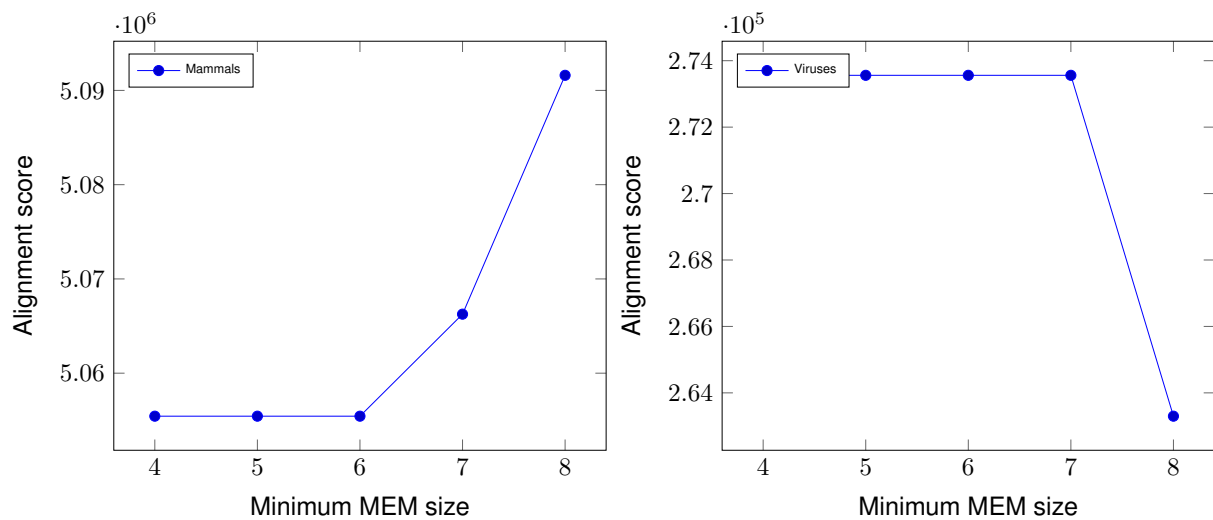 ·10^6
Mammals
5.09
5.08
5.07
5.06
4 5 6 7 8
Minimum MEM size
Alignment score
·10^5
Viruses
2.74
2.72
2.7
2.68
2.66
2.64
4 5 6 7 8
Minimum MEM size
Alignment score